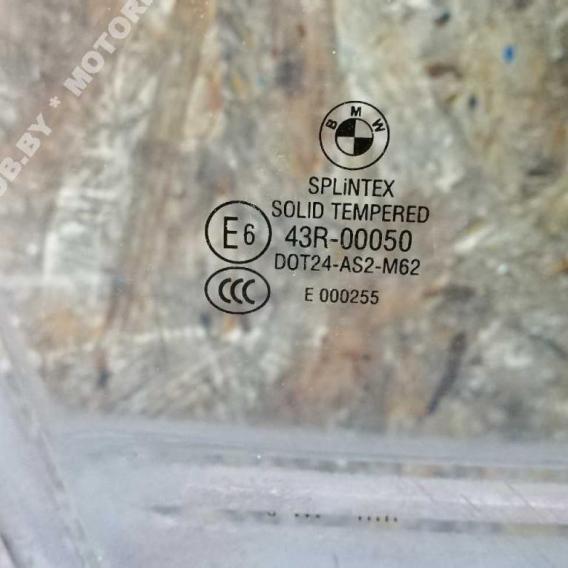 BMW
SPLiNTEX
SOLID TEMPERED
E6 43R-00050
DOT24-AS2-M62
CCC E 000255